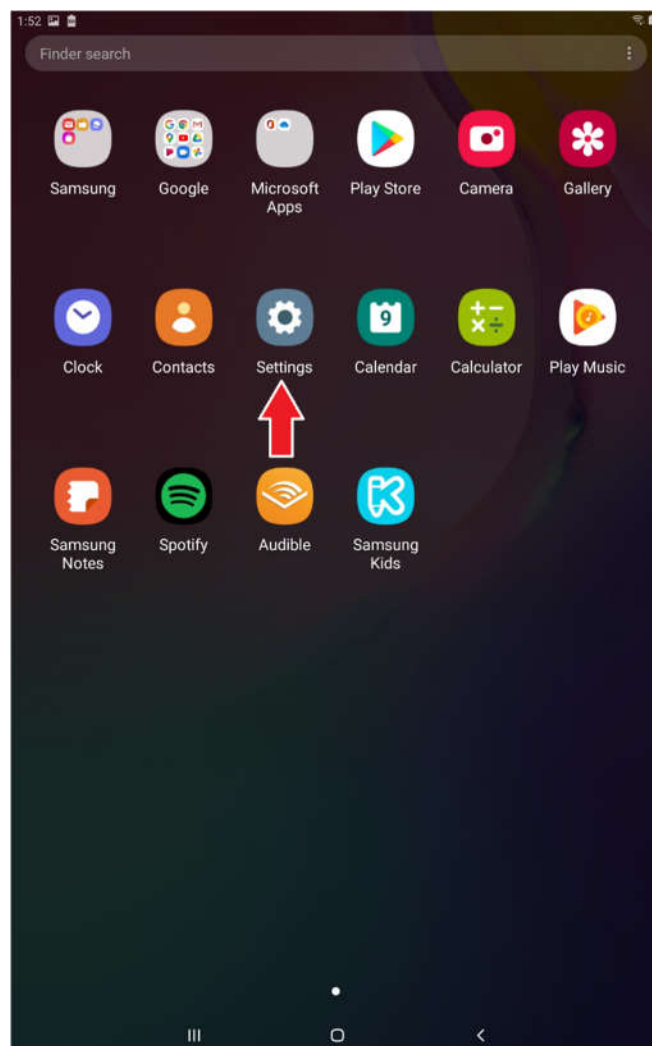 1:52
Finder search
Samsung
Google
Microsoft
Apps
Play Store
Camera
Gallery
Clock
Contacts
Settings
9
Calendar
Calculator
Play Music
Samsung
Notes
Spotify
Audible
Samsung
Kids